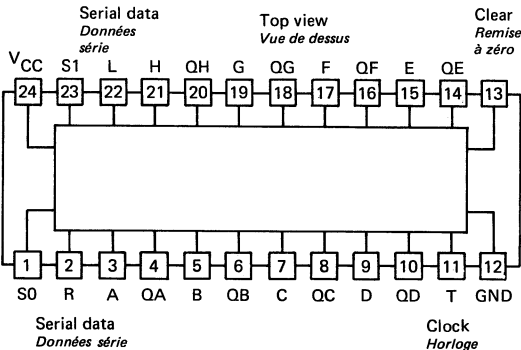 Serial data
Données
série
Top view
Vue de dessus
Clear
Remise
à zéro
VCC S1 L H QH G QG F QF E QE
24 23 22 21 20 19 18 17 16 15 14 13
1 2 3 4 5 6 7 8 9 10 11 12
S0 R A QA B QB C QC D QD T GND
Serial data
Données série
Clock
Horloge